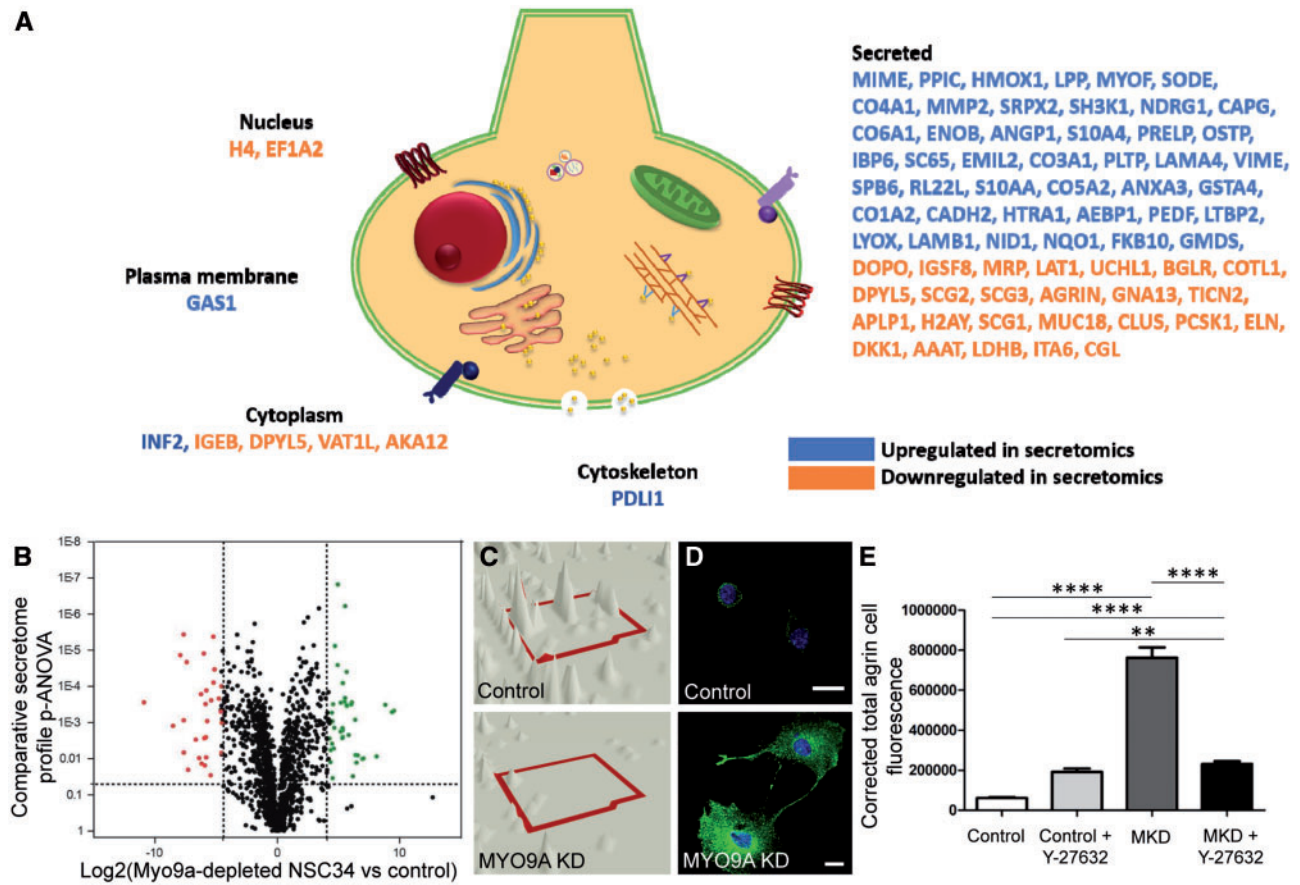 A
Nucleus
H4, EF1A2
Plasma membrane
GAS1
Cytoplasm
INF2, IGEB, DPYL5, VAT1L, AKA12
Cytoskeleton
PDLI1
Secreted
MIME, PPIC, HMOX1, LPP, MYOF, SODE,
CO4A1, MMP2, SRPX2, SH3K1, NDRG1, CAPG,
CO6A1, ENOB, ANGP1, S10A4, PRELP, OSTP,
IBP6, SC65, EMIL2, CO3A1, PLTP, LAMA4, VIME,
SPB6, RL22L, S10AA, CO5A2, ANXA3, GSTA4,
CO1A2, CADH2, HTRA1, AEBP1, PEDF, LTBP2,
LYOX, LAMB1, NID1, NQO1, FKB10, GMDS,
DOPO, IGSF8, MRP, LAT1, UCHL1, BGLR, COTL1,
DPYL5, SCG2, SCG3, AGRIN, GNA13, TICN2,
APLP1, H2AY, SCG1, MUC18, CLUS, PCSK1, ELN,
DKK1, AAAT, LDHB, ITA6, CGL
Upregulated in secretomics
Downregulated in secretomics
B
Comparative secretome
profile p-ANOVA
1E-8
1E-7
1E-6
1E-5
1E-4
1E-3
0.01
0.1
1
-10
0
10
Log2(Myo9a-depleted NSC34 vs control)
C
Control
MYO9A KD
D
Control
MYO9A KD
E
Corrected total agrin cell
fluorescence
1000000
800000
600000
400000
200000
0
****
****
****
**
Control
Control +
Y-27632
MKD
MKD +
Y-27632